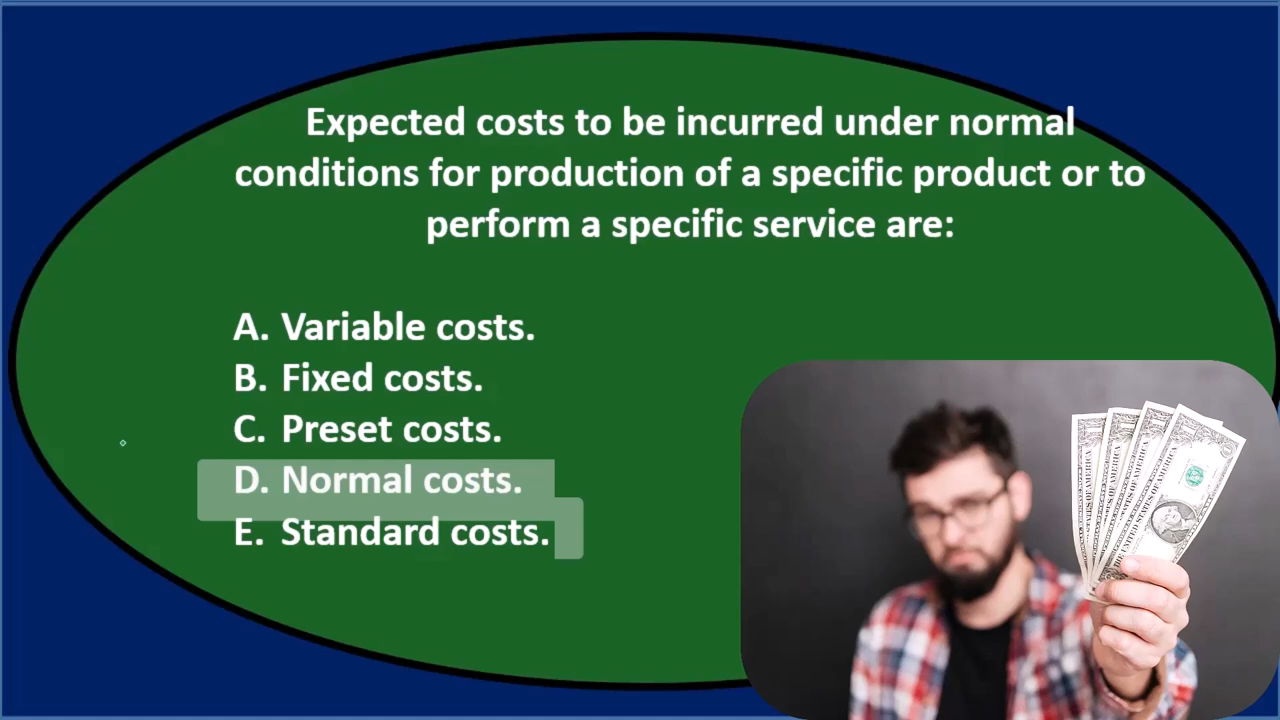 Expected costs to be incurred under normal
conditions for production of a specific product or to
perform a specific service are:
A. Variable costs.
B. Fixed costs.
C. Preset costs.
D. Normal costs.
E. Standard costs.